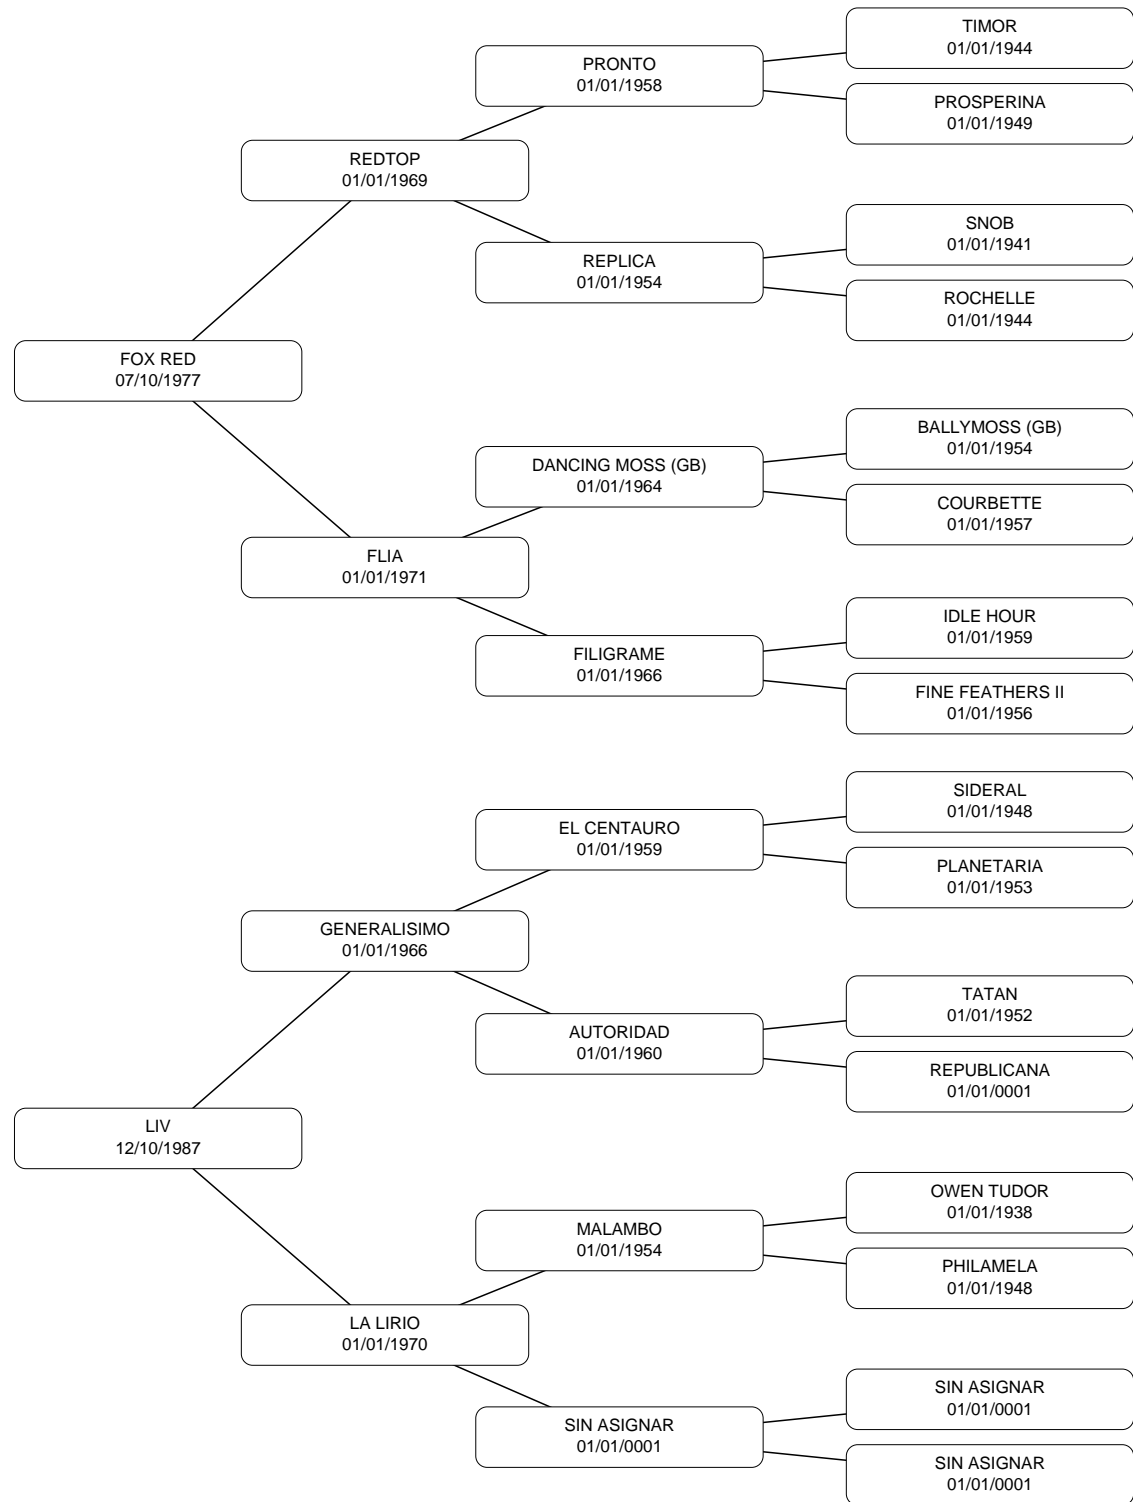 TIMOR
01/01/1944
PRONTO
01/01/1958
PROSPERINA
01/01/1949
REDTOP
01/01/1969
SNOB
01/01/1941
REPLICA
01/01/1954
ROCHELLE
01/01/1944
FOX RED
07/10/1977
BALLYMOSS (GB)
01/01/1954
DANCING MOSS (GB)
01/01/1964
COURBETTE
01/01/1957
FLIA
01/01/1971
IDLE HOUR
01/01/1959
FILIGRAME
01/01/1966
FINE FEATHERS II
01/01/1956
SIDERAL
01/01/1948
EL CENTAURO
01/01/1959
PLANETARIA
01/01/1953
GENERALISIMO
01/01/1966
TATAN
01/01/1952
AUTORIDAD
01/01/1960
REPUBLICANA
01/01/0001
LIV
12/10/1987
OWEN TUDOR
01/01/1938
MALAMBO
01/01/1954
PHILAMELA
01/01/1948
LA LIRIO
01/01/1970
SIN ASIGNAR
01/01/0001
SIN ASIGNAR
01/01/0001
SIN ASIGNAR
01/01/0001